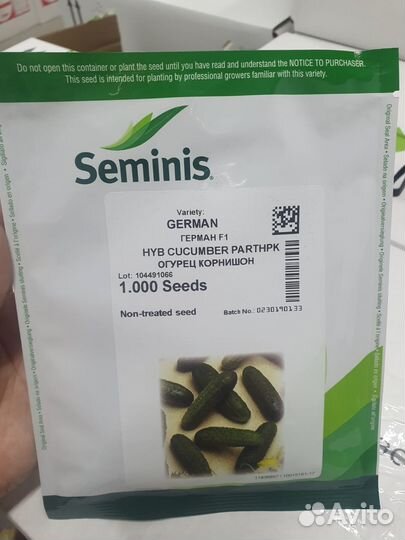 Do not open this container or plant the seed until you have read and understand the NOTICE TO PURCHASER.
This seed is intended for planting by professional growers familiar with this variety.
Seminis
Variety:
GERMAN
ГЕРМАН F1
HYB CUCUMBER PARTHPK
ОГУРЕЦ КОРНИШОН
Lot: 104491066
1.000 Seeds
Non-treated seed
Batch No.: 0230190133
Avito